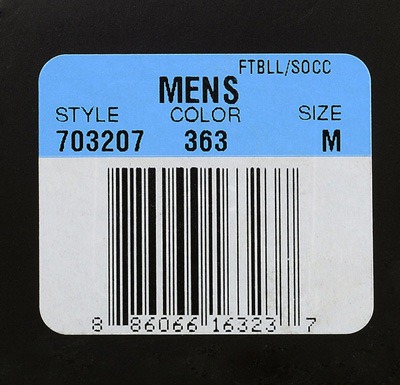 FTBLL/SOCC
MENS
STYLE COLOR SIZE
703207 363 M
8 86066 16323 7